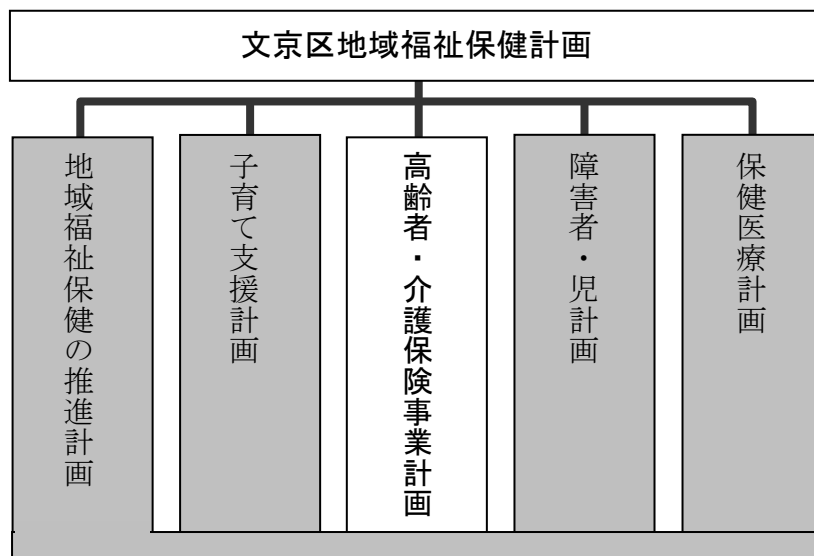 文京区地域福祉保健計画
地域福祉保健の推進計画
子育て支援計画
高齢者・介護保険事業計画
障害者・児計画
保健医療計画